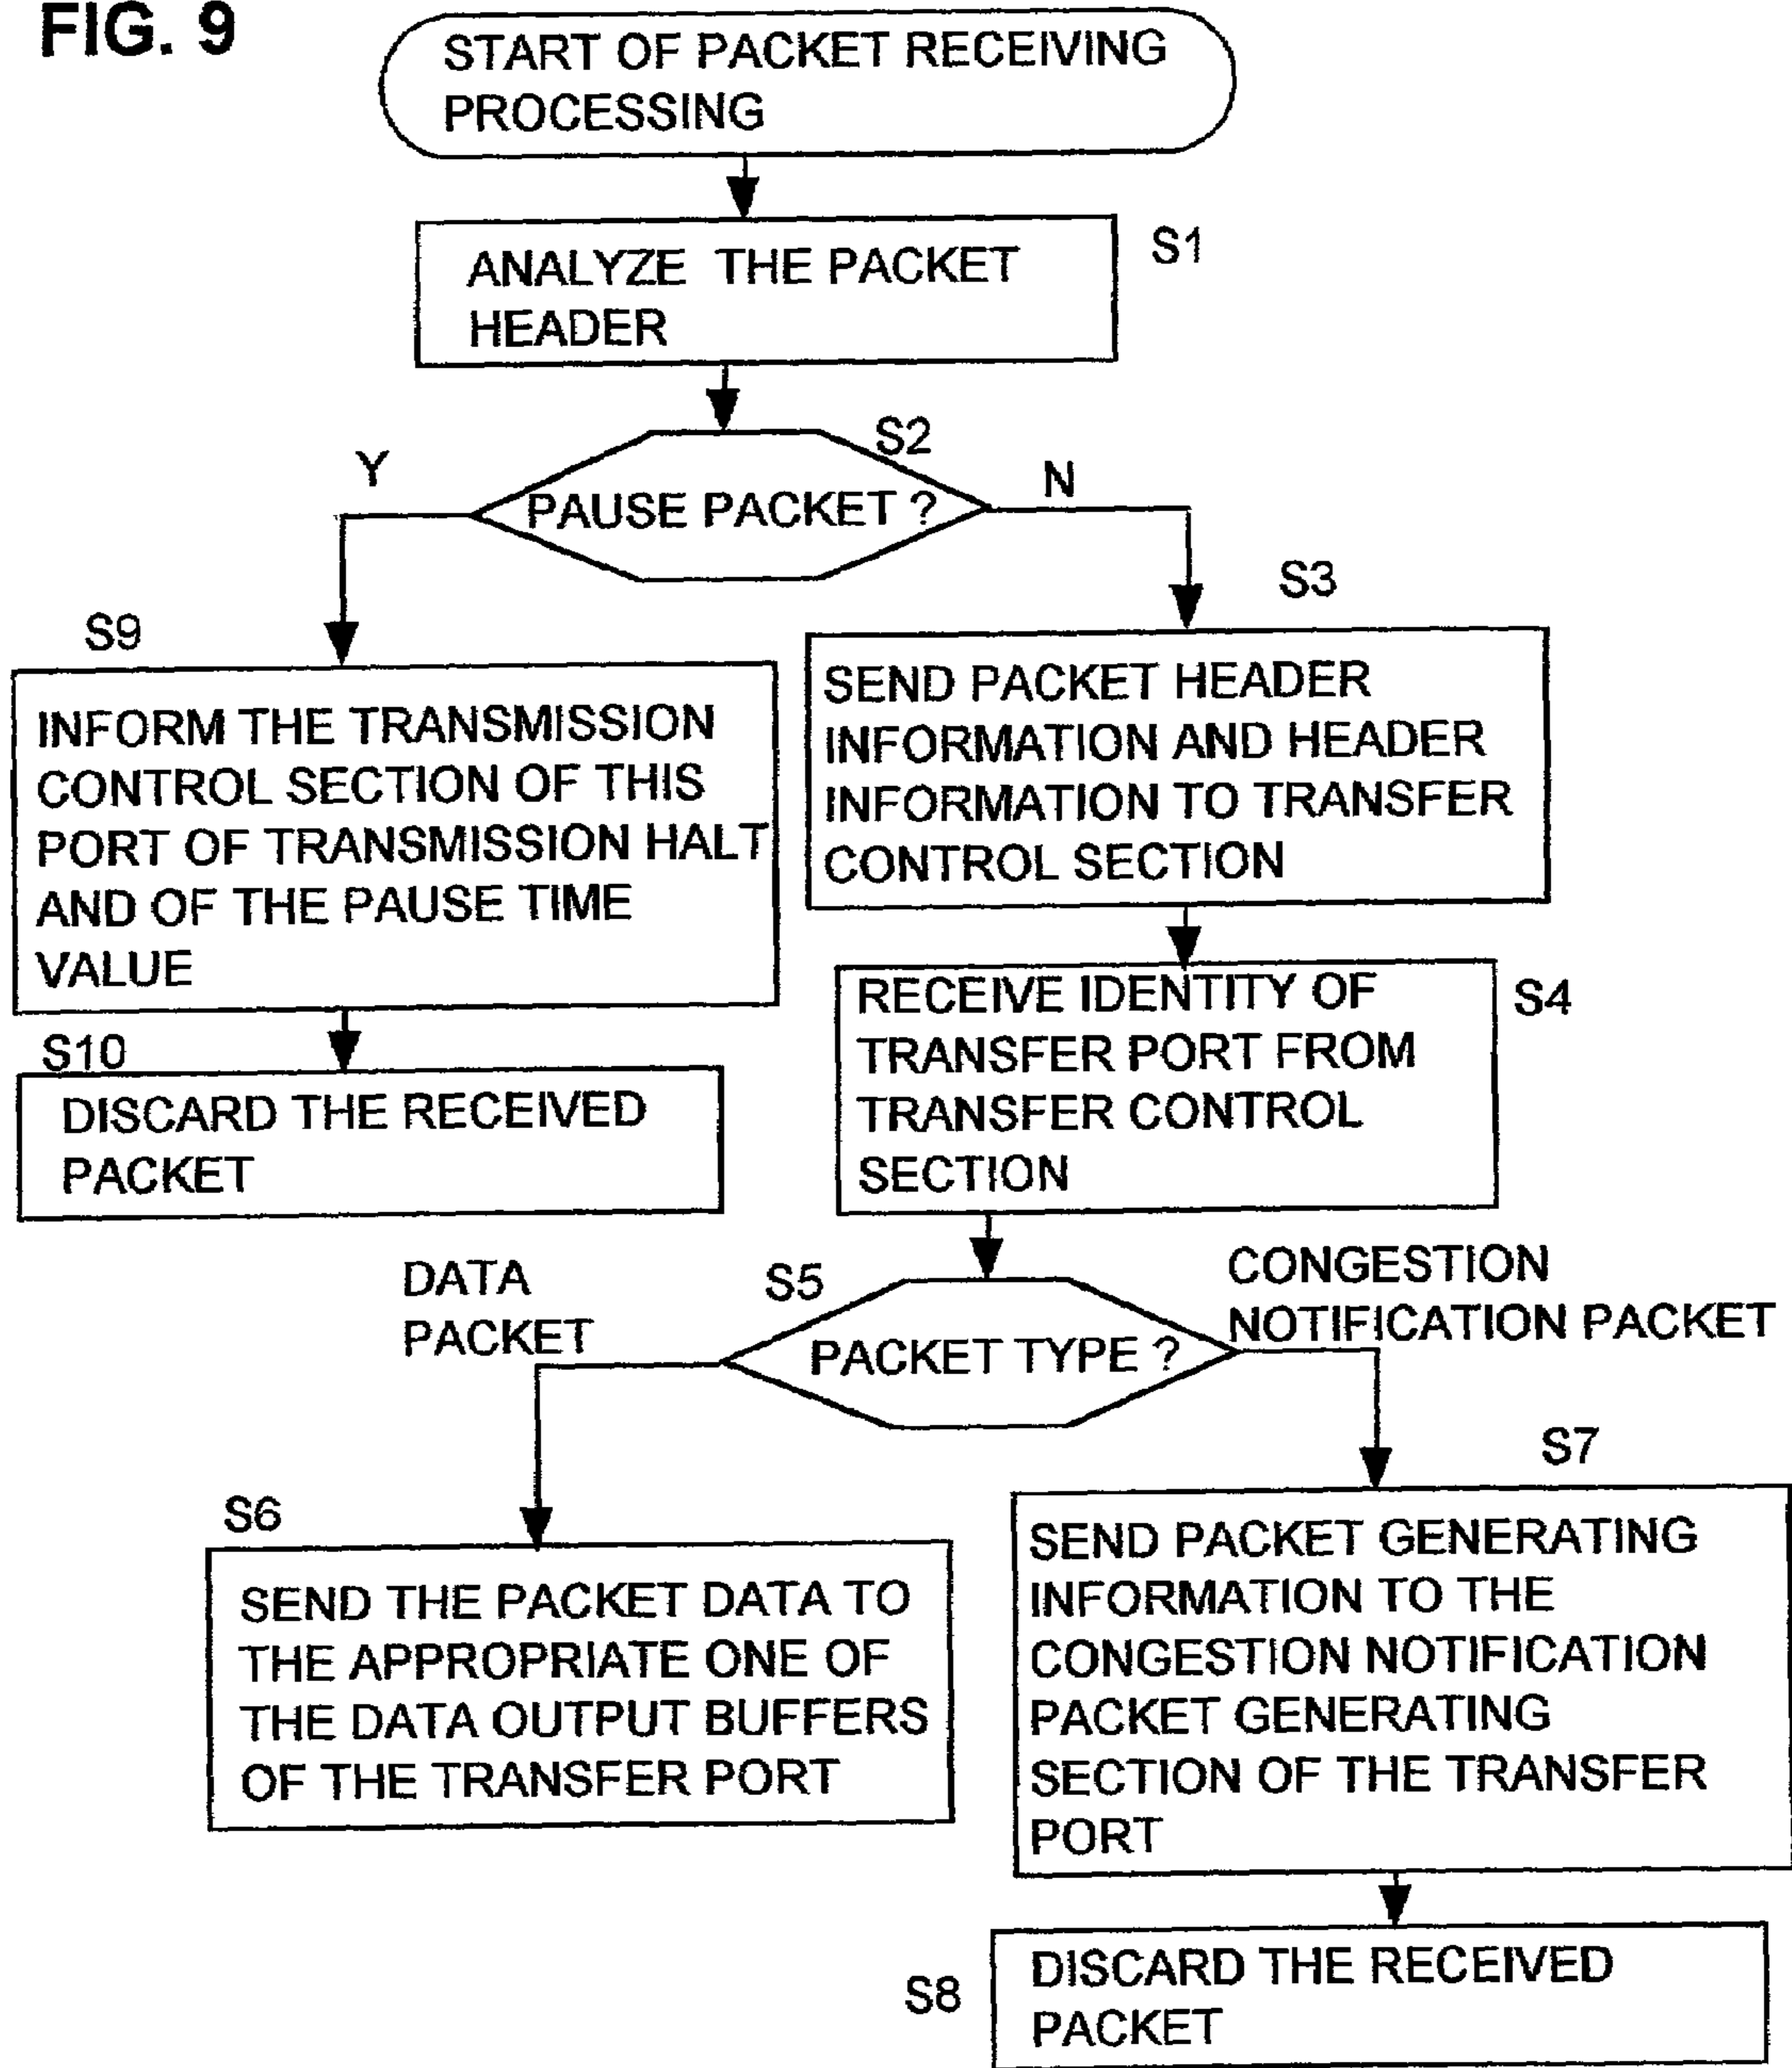 FIG. 9
START OF PACKET RECEIVING
PROCESSING
S1
ANALYZE THE PACKET
HEADER
S2
Y
PAUSE PACKET ?
N
S9
INFORM THE TRANSMISSION
CONTROL SECTION OF THIS
PORT OF TRANSMISSION HALT
AND OF THE PAUSE TIME
VALUE
S10
DISCARD THE RECEIVED
PACKET
S3
SEND PACKET HEADER
INFORMATION AND HEADER
INFORMATION TO TRANSFER
CONTROL SECTION
S4
RECEIVE IDENTITY OF
TRANSFER PORT FROM
TRANSFER CONTROL
SECTION
S5
PACKET TYPE ?
DATA
PACKET
CONGESTION
NOTIFICATION PACKET
S6
SEND THE PACKET DATA TO
THE APPROPRIATE ONE OF
THE DATA OUTPUT BUFFERS
OF THE TRANSFER PORT
S7
SEND PACKET GENERATING
INFORMATION TO THE
CONGESTION NOTIFICATION
PACKET GENERATING
SECTION OF THE TRANSFER
PORT
S8
DISCARD THE RECEIVED
PACKET